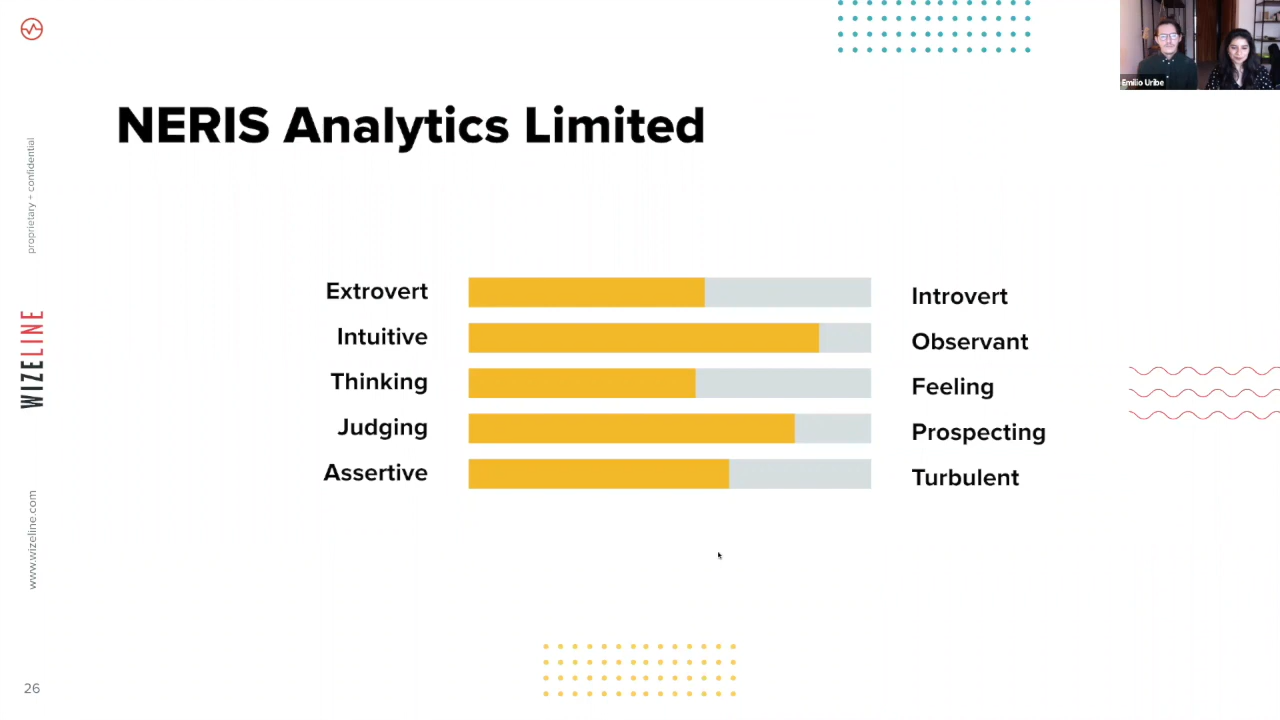 NERIS Analytics Limited
Extrovert
Introvert
Intuitive
Observant
Thinking
Feeling
Judging
Prospecting
Assertive
Turbulent
proprietary + confidential
WIZELINE
www.wizeline.com
26
Emilio Uribe